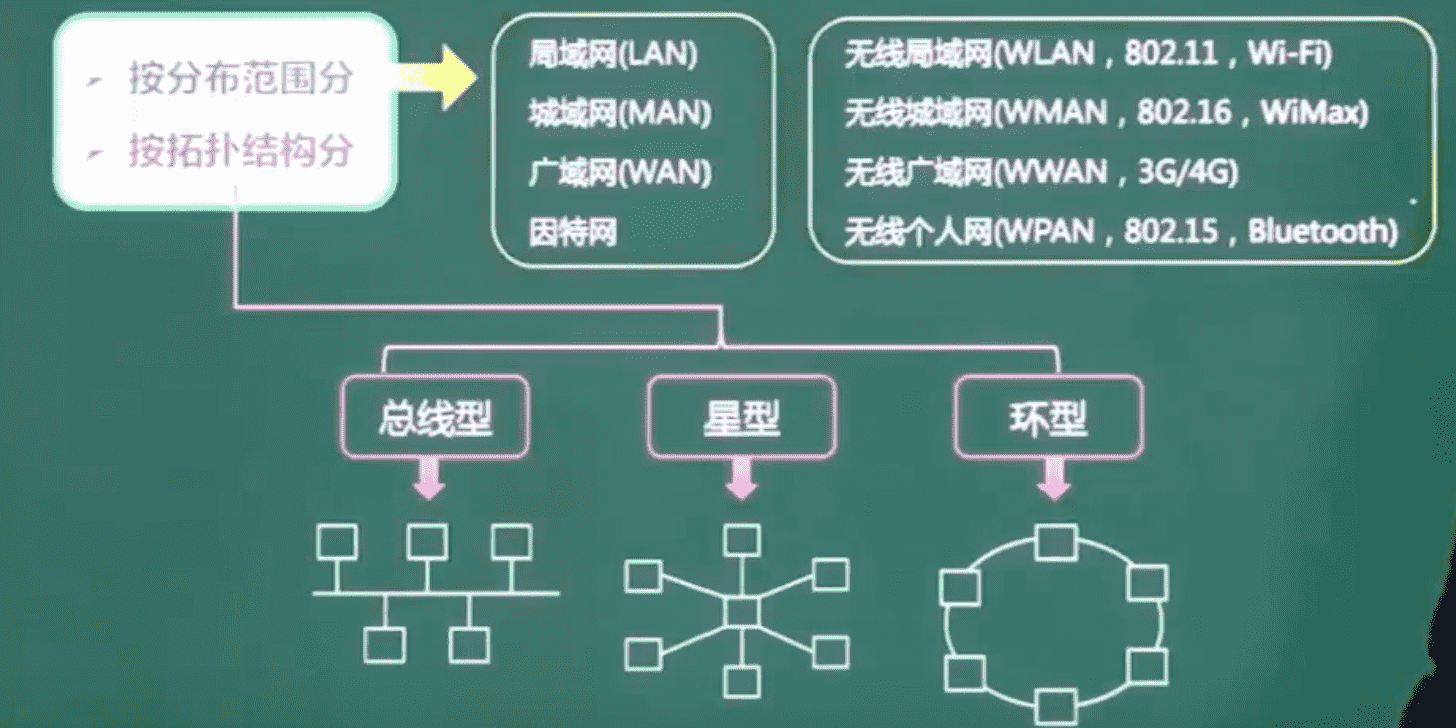 按分布范围分
按拓扑结构分
局域网(LAN)
城域网(MAN)
广域网(WAN)
因特网
无线局域网(WLAN，802.11，Wi-Fi)
无线城域网(WMAN，802.16，WiMax)
无线广域网(WWAN，3G/4G)
无线个人网(WPAN，802.15，Bluetooth)
总线型
星型
环型